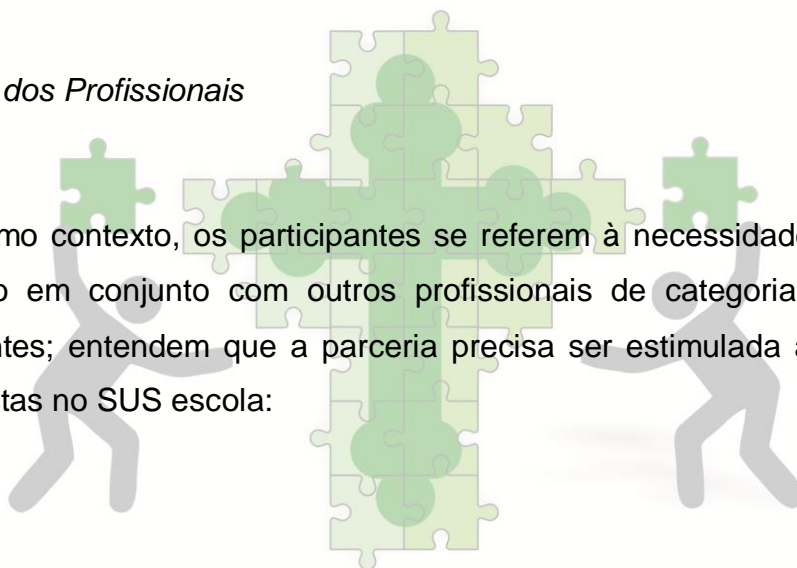 dos Profissionais
mo contexto, os participantes se referem à necessidade
o em conjunto com outros profissionais de categoria
ntes; entendem que a parceria precisa ser estimulada a
tas no SUS escola: